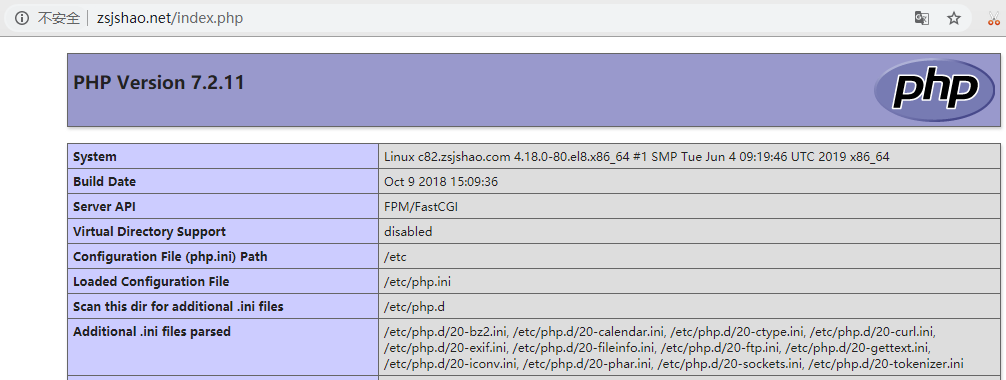 不安全 zsjshao.net/index.php
PHP Version 7.2.11
php
System Linux c82.zsjshao.com 4.18.0-80.el8.x86_64 #1 SMP Tue Jun 4 09:19:46 UTC 2019 x86_64
Build Date Oct 9 2018 15:09:36
Server API FPM/FastCGI
Virtual Directory Support disabled
Configuration File (php.ini) Path /etc
Loaded Configuration File /etc/php.ini
Scan this dir for additional .ini files /etc/php.d
Additional .ini files parsed /etc/php.d/20-bz2.ini, /etc/php.d/20-calendar.ini, /etc/php.d/20-ctype.ini, /etc/php.d/20-curl.ini,
/etc/php.d/20-exif.ini, /etc/php.d/20-fileinfo.ini, /etc/php.d/20-ftp.ini, /etc/php.d/20-gettext.ini,
/etc/php.d/20-iconv.ini, /etc/php.d/20-phar.ini, /etc/php.d/20-sockets.ini, /etc/php.d/20-tokenizer.ini